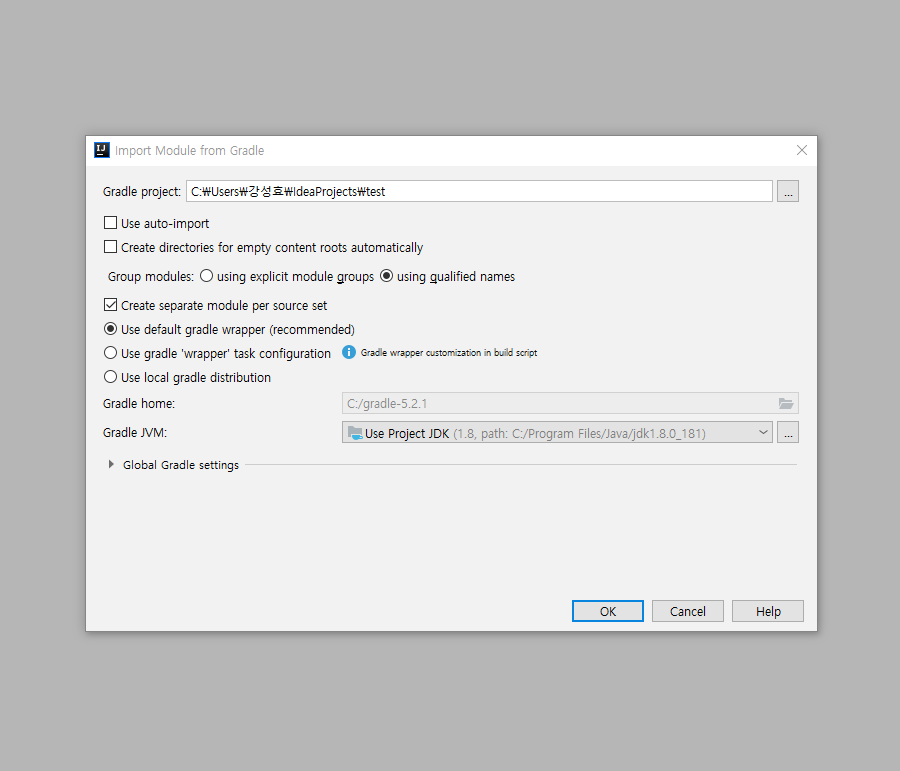 IJ
Import Module from Gradle
Gradle project: C:₩Users₩강성효₩IdeaProjects₩test ...
Use auto-import
Create directories for empty content roots automatically
Group modules: using explicit module groups using qualified names
Create separate module per source set
Use default gradle wrapper (recommended)
Use gradle 'wrapper' task configuration Gradle wrapper customization in build script
Use local gradle distribution
Gradle home: C:/gradle-5.2.1
Gradle JVM: Use Project JDK (1.8, path: C:/Program Files/Java/jdk1.8.0_181) ...
Global Gradle settings
OK Cancel Help